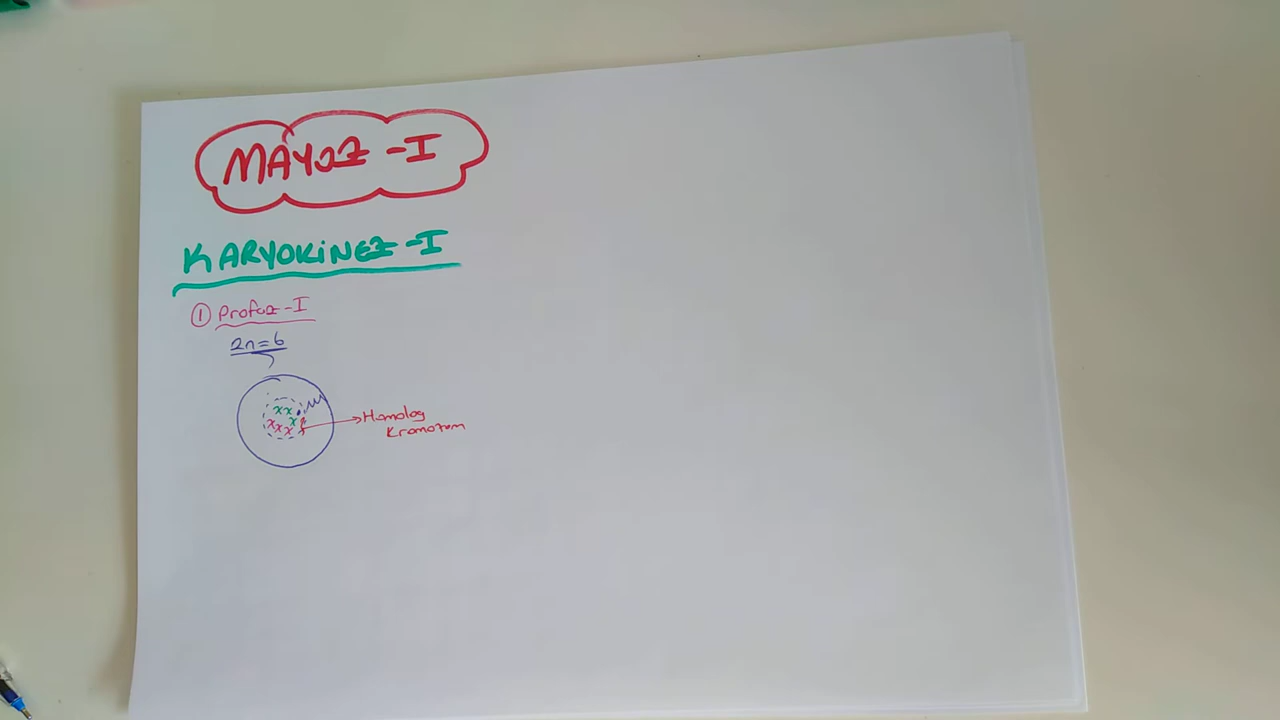 MAYOZ-I
KARYOKİNEZ-I
① Profaz-I
2n=6
Homolog
Kromozom